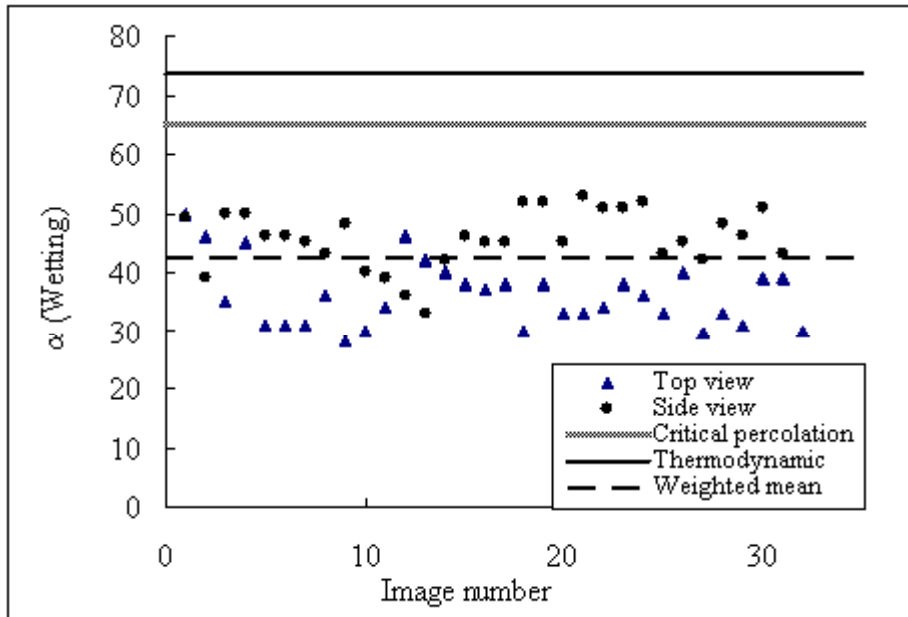 80
70
60
50
40
30
20
10
0
α (Wetting)
0 10 20 30
Image number
Top view
Side view
Critical percolation
Thermodynamic
Weighted mean